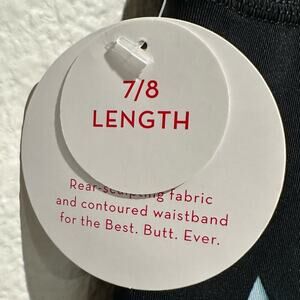 7/8
LENGTH
Rear-sculpting fabric
and contoured waistband
for the Best. Butt. Ever.